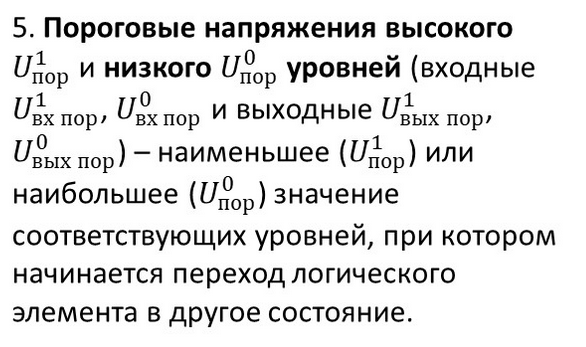 5. Пороговые напряжения высокого
U¹пор и низкого U⁰пор уровней (входные
U¹вх пор, U⁰вх пор и выходные U¹вых пор,
U⁰вых пор) – наименьшее (U¹пор) или
наибольшее (U⁰пор) значение
соответствующих уровней, при котором
начинается переход логического
элемента в другое состояние.